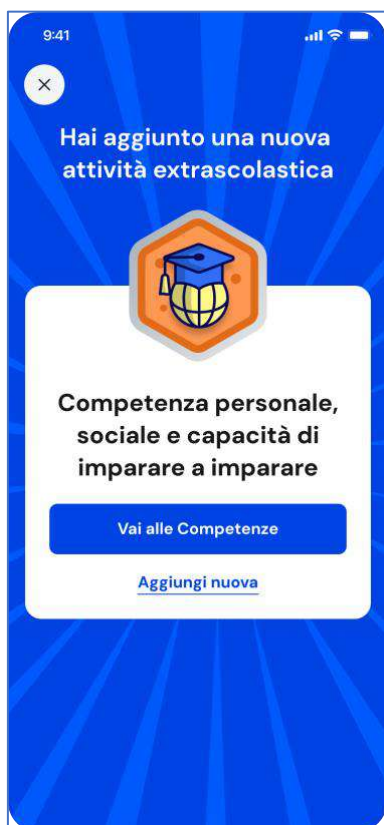 9:41
Hai aggiunto una nuova
attività extrascolastica
Competenza personale,
sociale e capacità di
imparare a imparare
Vai alle Competenze
Aggiungi nuova